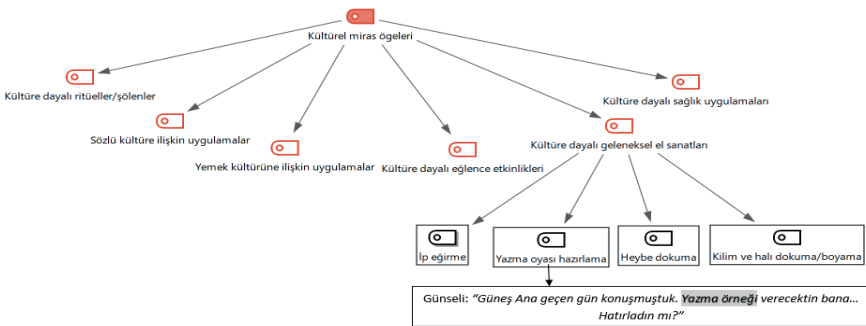 Kültürel miras ögeleri
Kültüre dayalı ritüeller/şölenler
Kültüre dayalı sağlık uygulamaları
Sözlü kültüre ilişkin uygulamalar
Kültüre dayalı geleneksel el sanatları
Yemek kültürüne ilişkin uygulamalar
Kültüre dayalı eğlence etkinlikleri
İp eğirme
Yazma oyası hazırlama
Heybe dokuma
Kilim ve halı dokuma/boyama
Günseli: “Güneş Ana geçen gün konuşmuştuk. Yazma örneği verecektin bana...
Hatırladın mı?”